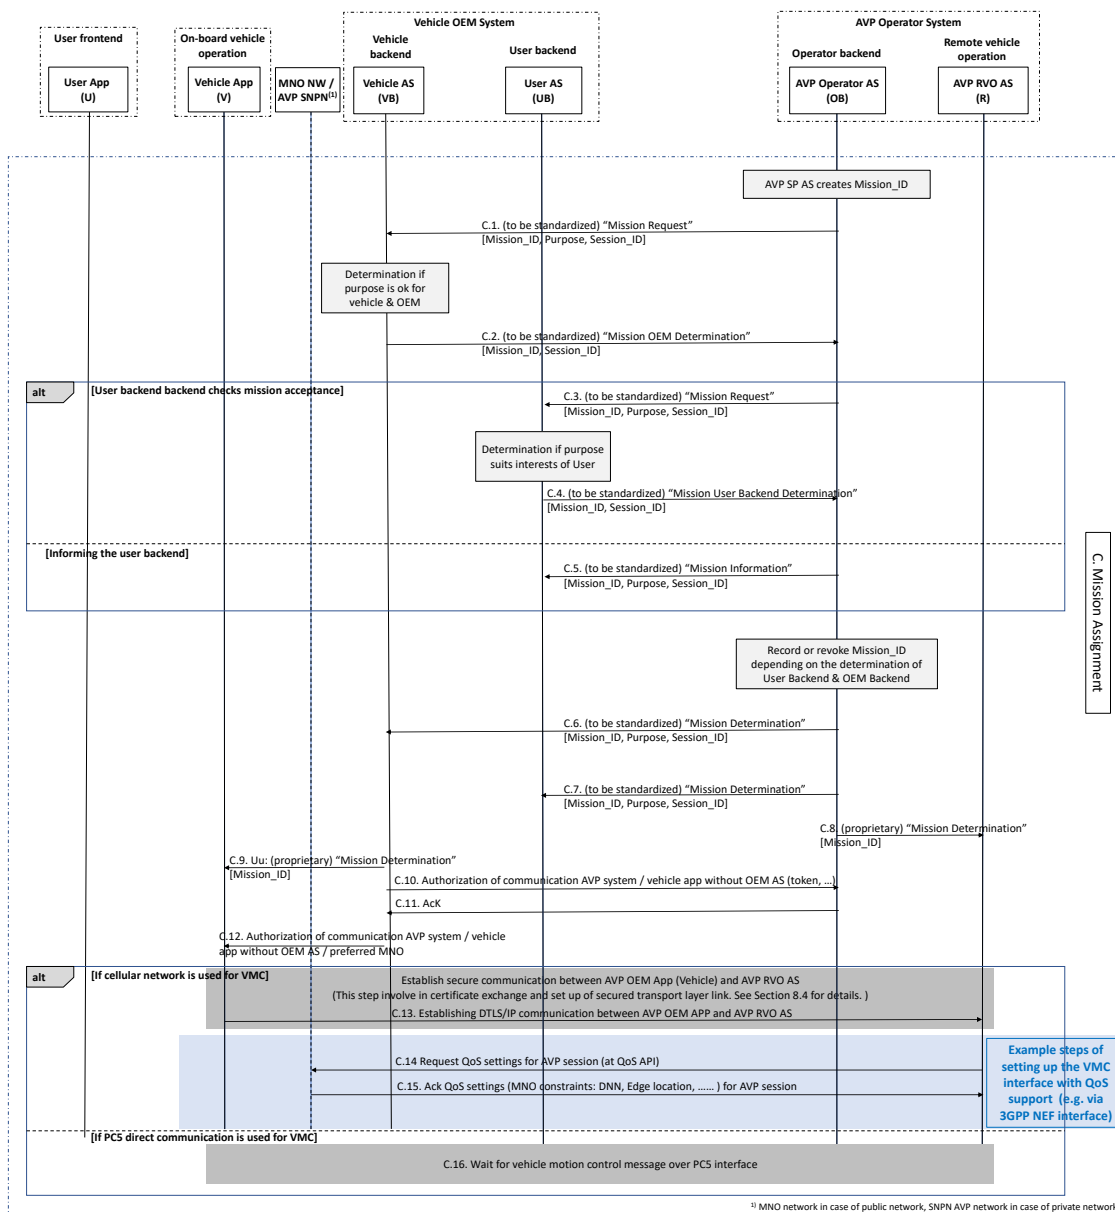 Vehicle OEM System
AVP Operator System
User frontend
On-board vehicle
operation
Vehicle
backend
User backend
Operator backend
Remote vehicle
operation
User App
(U)
Vehicle App
(V)
MNO NW /
AVP SNPN(1)
Vehicle AS
(VB)
User AS
(UB)
AVP Operator AS
(OB)
AVP RVO AS
(R)
AVP SP AS creates Mission_ID
C.1. (to be standardized) “Mission Request”
[Mission_ID, Purpose, Session_ID]
Determination if
purpose is ok for
vehicle & OEM
C.2. (to be standardized) “Mission OEM Determination”
[Mission_ID, Session_ID]
alt
[User backend backend checks mission acceptance]
C.3. (to be standardized) “Mission Request”
[Mission_ID, Purpose, Session_ID]
Determination if purpose
suits interests of User
C.4. (to be standardized) “Mission User Backend Determination”
[Mission_ID, Session_ID]
[Informing the user backend]
C.5. (to be standardized) “Mission Information”
[Mission_ID, Purpose, Session_ID]
C. Mission Assignment
Record or revoke Mission_ID
depending on the determination of
User Backend & OEM Backend
C.6. (to be standardized) “Mission Determination”
[Mission_ID, Purpose, Session_ID]
C.7. (to be standardized) “Mission Determination”
[Mission_ID, Purpose, Session_ID]
C.8. (proprietary) “Mission Determination”
[Mission_ID]
C.9. Uu: (proprietary) “Mission Determination”
[Mission_ID]
C.10. Authorization of communication AVP system / vehicle app without OEM AS (token, …)
C.11. AcK
C.12. Authorization of communication AVP system / vehicle
app without OEM AS / preferred MNO
alt
[If cellular network is used for VMC]
Establish secure communication between AVP OEM App (Vehicle) and AVP RVO AS
(This step involve in certificate exchange and set up of secured transport layer link. See Section 8.4 for details. )
C.13. Establishing DTLS/IP communication between AVP OEM APP and AVP RVO AS
C.14 Request QoS settings for AVP session (at QoS API)
C.15. Ack QoS settings (MNO constraints: DNN, Edge location, …… ) for AVP session
Example steps of
setting up the VMC
interface with QoS
support (e.g. via
3GPP NEF interface)
[If PC5 direct communication is used for VMC]
C.16. Wait for vehicle motion control message over PC5 interface
1) MNO network in case of public network, SNPN AVP network in case of private network